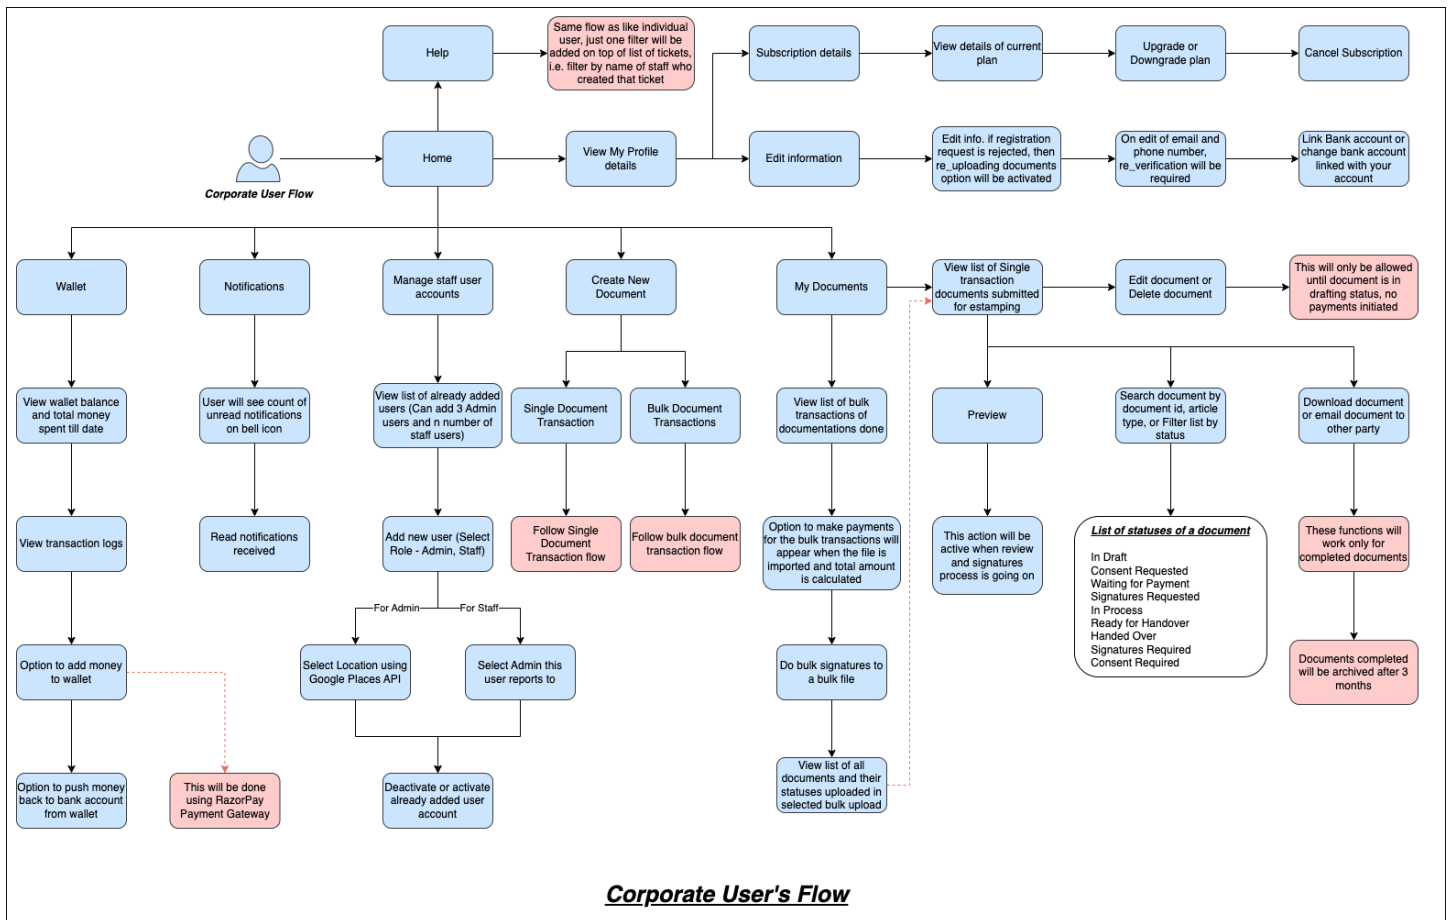 Help
Same flow as like individual
user, just one filter will be
added on top of list of tickets,
i.e. filter by name of staff who
created that ticket
Subscription details
View details of current
plan
Upgrade or
Downgrade plan
Cancel Subscription
Corporate User Flow
Home
View My Profile
details
Edit information
Edit info. if registration
request is rejected, then
re_uploading documents
option will be activated
On edit of email and
phone number,
re_verification will be
required
Link Bank account or
change bank account
linked with your
account
Wallet
Notifications
Manage staff user
accounts
Create New
Document
My Documents
View list of Single
transaction
documents submitted
for estamping
Edit document or
Delete document
This will only be allowed
until document is in
drafting status, no
payments initiated
View wallet balance
and total money
spent till date
User will see count of
unread notifications
on bell icon
View list of already added
users (Can add 3 Admin
users and n number of
staff users)
Single Document
Transaction
Bulk Document
Transactions
View list of bulk
transactions of
documentations done
Preview
Search document by
document id, article
type, or Filter list by
status
Download document
or email document to
other party
View transaction logs
Read notifications
received
Add new user (Select
Role - Admin, Staff)
Follow Single
Document
Transaction flow
Follow bulk document
transaction flow
Option to make payments
for the bulk transactions will
appear when the file is
imported and total amount
is calculated
This action will be
active when review
and signatures
process is going on
List of statuses of a document
In Draft
Consent Requested
Waiting for Payment
Signatures Requested
In Process
Ready for Handover
Handed Over
Signatures Required
Consent Required
These functions will
work only for
completed documents
For Admin
For Staff
Option to add money
to wallet
Select Location using
Google Places API
Select Admin this
user reports to
Do bulk signatures to
a bulk file
Documents completed
will be archived after 3
months
Option to push money
back to bank account
from wallet
This will be done
using RazorPay
Payment Gateway
Deactivate or activate
already added user
account
View list of all
documents and their
statuses uploaded in
selected bulk upload
Corporate User's Flow